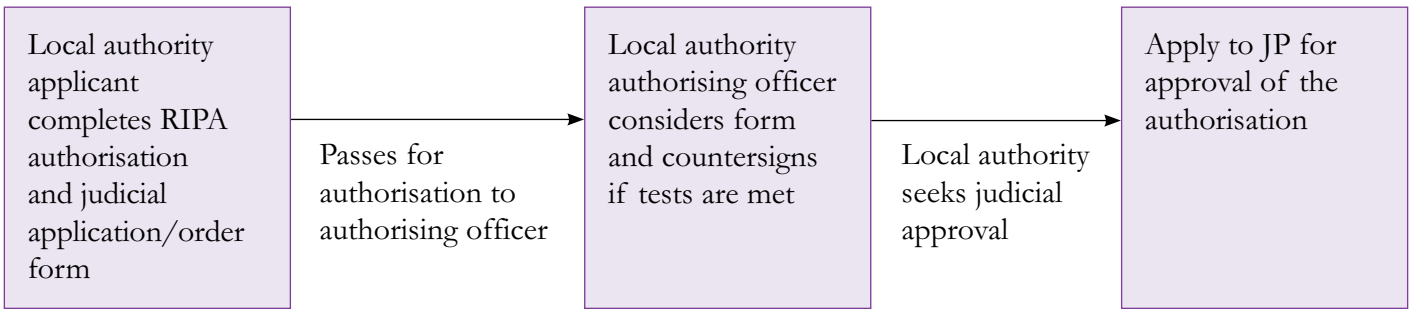 Local authority
applicant
completes RIPA
authorisation
and judicial
application/order
form
Passes for
authorisation to
authorising officer
Local authority
authorising officer
considers form
and countersigns
if tests are met
Local authority
seeks judicial
approval
Apply to JP for
approval of the
authorisation